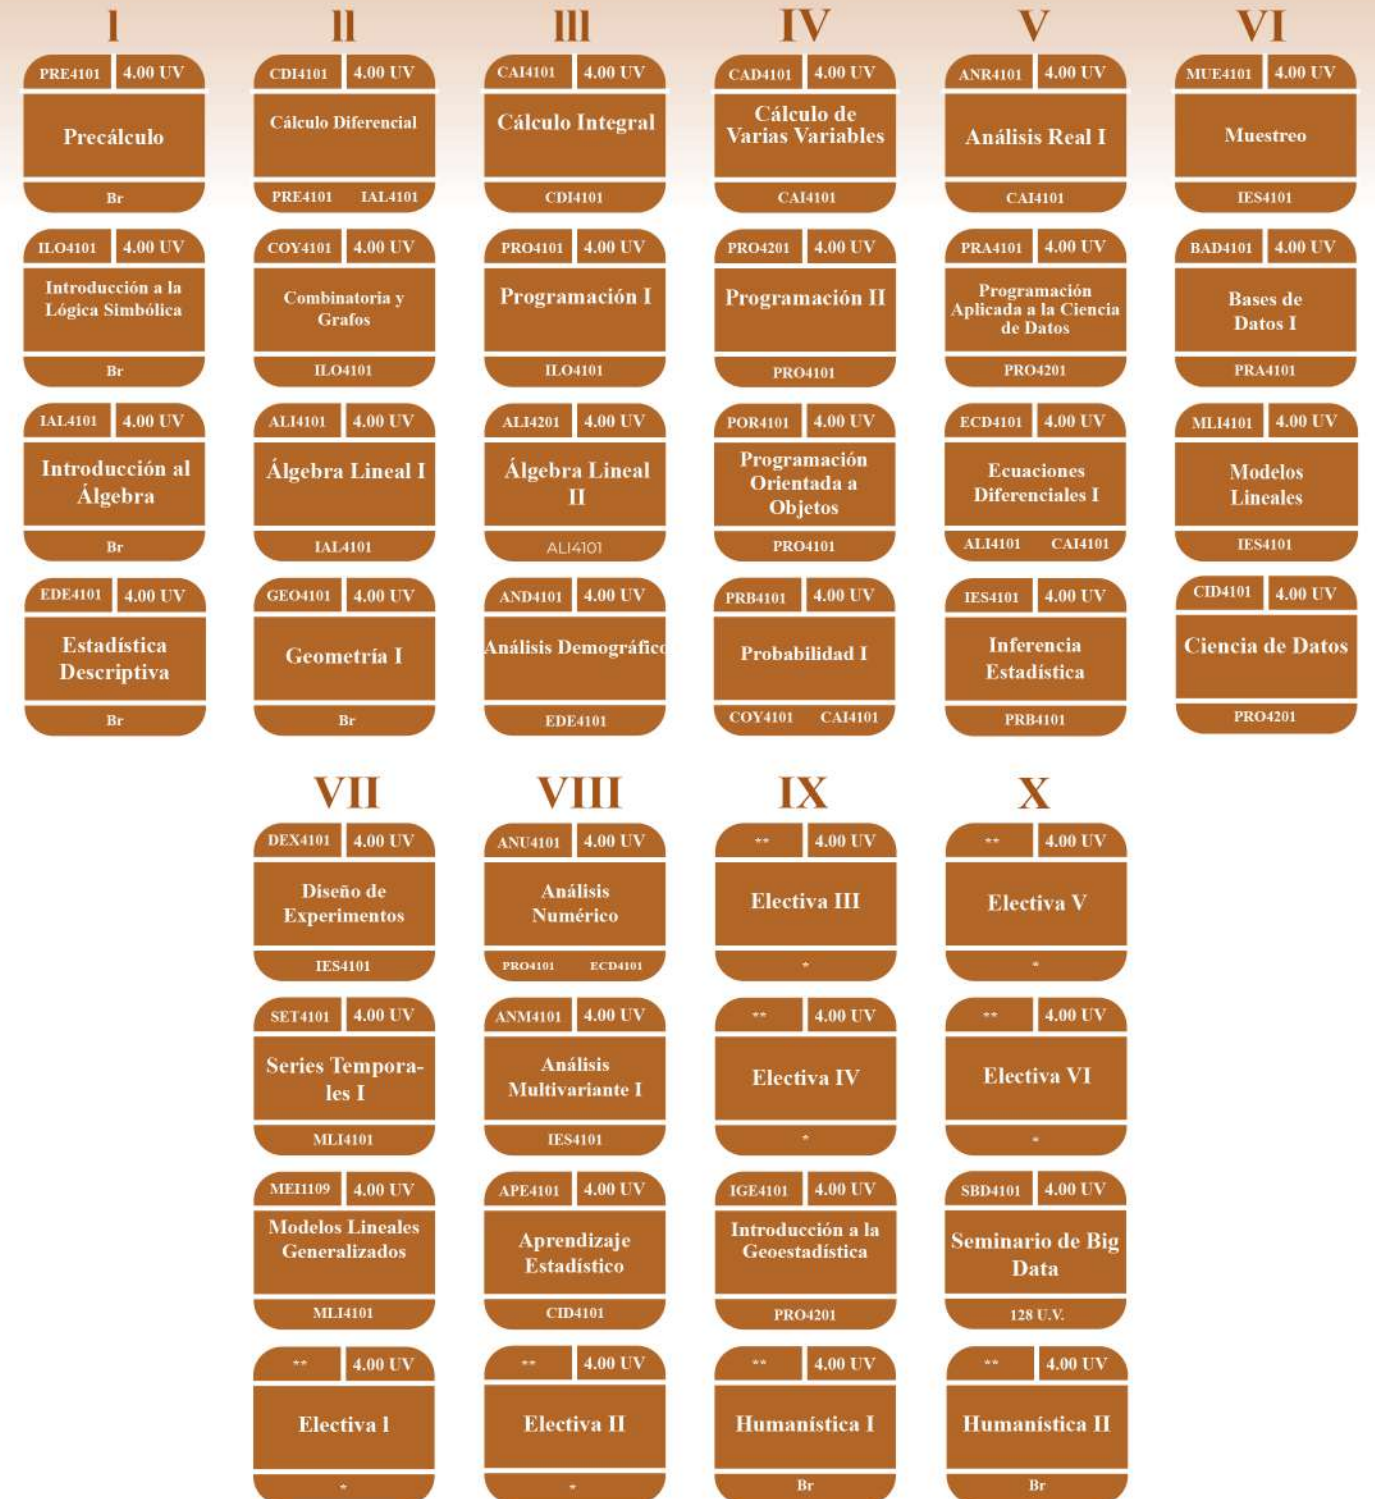 I
II
III
IV
V
VI
PRE4101 4.00 UV
Precálculo
Br
CDI4101 4.00 UV
Cálculo Diferencial
PRE4101 IAL4101
CAI4101 4.00 UV
Cálculo Integral
CDI4101
CAD4101 4.00 UV
Cálculo de
Varias Variables
CAI4101
ANR4101 4.00 UV
Análisis Real I
CAI4101
MUE4101 4.00 UV
Muestreo
IES4101
ILO4101 4.00 UV
Introducción a la
Lógica Simbólica
Br
COY4101 4.00 UV
Combinatoria y
Grafos
ILO4101
PRO4101 4.00 UV
Programación I
ILO4101
PRO4201 4.00 UV
Programación II
PRO4101
PRA4101 4.00 UV
Programación
Aplicada a la Ciencia
de Datos
PRO4201
BAD4101 4.00 UV
Bases de
Datos I
PRA4101
IAL4101 4.00 UV
Introducción al
Álgebra
Br
ALI4101 4.00 UV
Álgebra Lineal I
IAL4101
ALI4201 4.00 UV
Álgebra Lineal
II
ALI4101
POR4101 4.00 UV
Programación
Orientada a
Objetos
PRO4101
ECD4101 4.00 UV
Ecuaciones
Diferenciales I
ALI4101 CAI4101
MLI4101 4.00 UV
Modelos
Lineales
IES4101
EDE4101 4.00 UV
Estadística
Descriptiva
Br
GEO4101 4.00 UV
Geometría I
Br
AND4101 4.00 UV
Análisis Demográfico
EDE4101
PRB4101 4.00 UV
Probabilidad I
COY4101 CAI4101
IES4101 4.00 UV
Inferencia
Estadística
PRB4101
CID4101 4.00 UV
Ciencia de Datos
PRO4201
VII
VIII
IX
X
DEX4101 4.00 UV
Diseño de
Experimentos
IES4101
ANU4101 4.00 UV
Análisis
Numérico
PRO4101 ECD4101
** 4.00 UV
Electiva III
*
** 4.00 UV
Electiva V
*
SET4101 4.00 UV
Series Tempora-
les I
MLI4101
ANM4101 4.00 UV
Análisis
Multivariante I
IES4101
** 4.00 UV
Electiva IV
*
** 4.00 UV
Electiva VI
*
MEI1109 4.00 UV
Modelos Lineales
Generalizados
MLI4101
APE4101 4.00 UV
Aprendizaje
Estadístico
CID4101
IGE4101 4.00 UV
Introducción a la
Geoestadística
PRO4201
SBD4101 4.00 UV
Seminario de Big
Data
128 U.V.
** 4.00 UV
Electiva l
*
** 4.00 UV
Electiva II
*
** 4.00 UV
Humanística I
Br
** 4.00 UV
Humanística II
Br